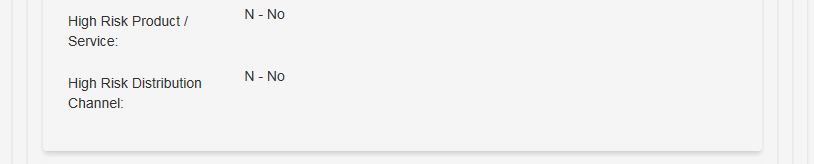 High Risk Product / N - No
Service:
High Risk Distribution N - No
Channel: